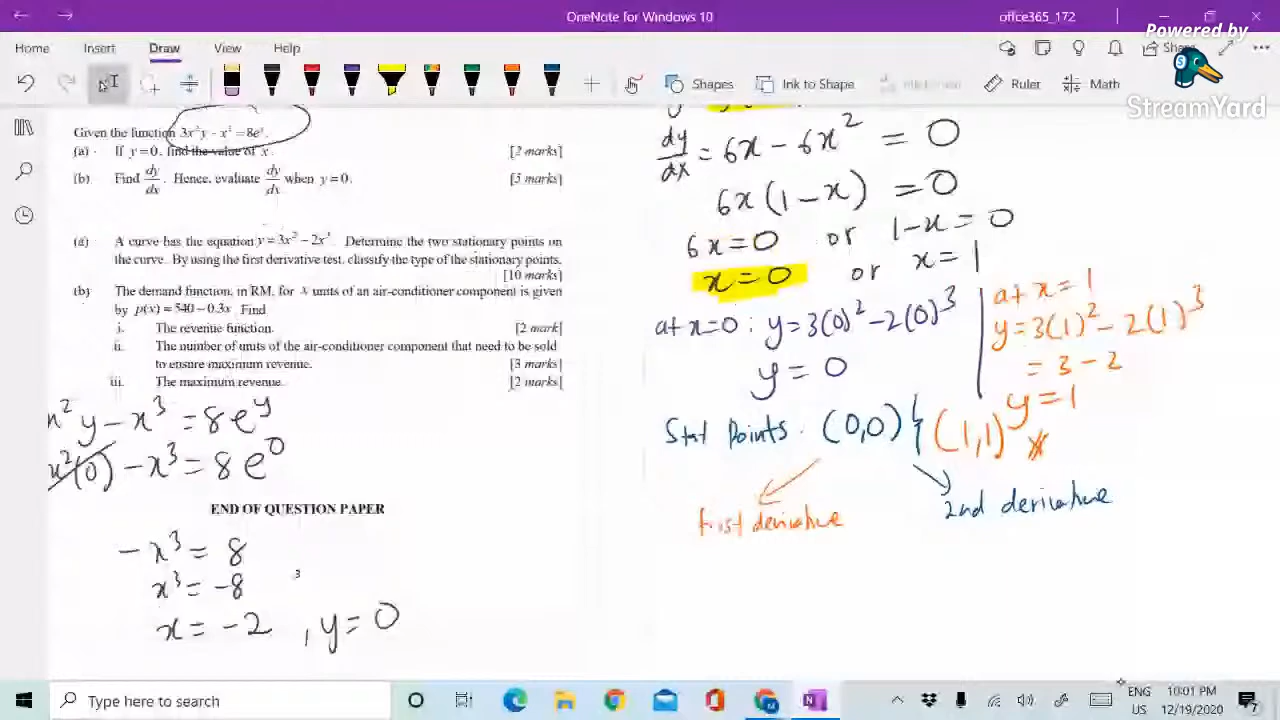 OneNote for Windows 10
office365_172
Powered by
StreamYard
Home Insert Draw View Help Share
Shapes Ink to Shape Ink to Text Ruler Math
Given the function 3x²y - x³ = 8eʸ.
(a) If y = 0, find the value of x. [2 marks]
(b) Find dy/dx. Hence, evaluate dy/dx when y = 0. [5 marks]
(a) A curve has the equation y = 3x² - 2x³. Determine the two stationary points on
the curve. By using the first derivative test, classify the type of the stationary points.
[10 marks]
(b) The demand function, in RM, for x units of an air-conditioner component is given
by p(x) = 540 - 0.3x. Find
i. The revenue function. [2 mark]
ii. The number of units of the air-conditioner component that need to be sold
to ensure maximum revenue. [3 marks]
iii. The maximum revenue. [2 marks]
x² y - x³ = 8eʸ
x²(0) - x³ = 8e⁰
END OF QUESTION PAPER
-x³ = 8
x³ = -8
3
x = -2 , y = 0
dy/dx = 6x - 6x² = 0
6x(1-x) = 0
6x = 0 or 1-x = 0
x = 0 or x = 1
at x=0 : y = 3(0)² - 2(0)³
y = 0
at x = 1
y = 3(1)² - 2(1)³
= 3 - 2
y = 1
Stat Points. (0,0) { (1,1)
first derivative
2nd derivative
Type here to search
ENG
US
10:01 PM
12/19/2020
7